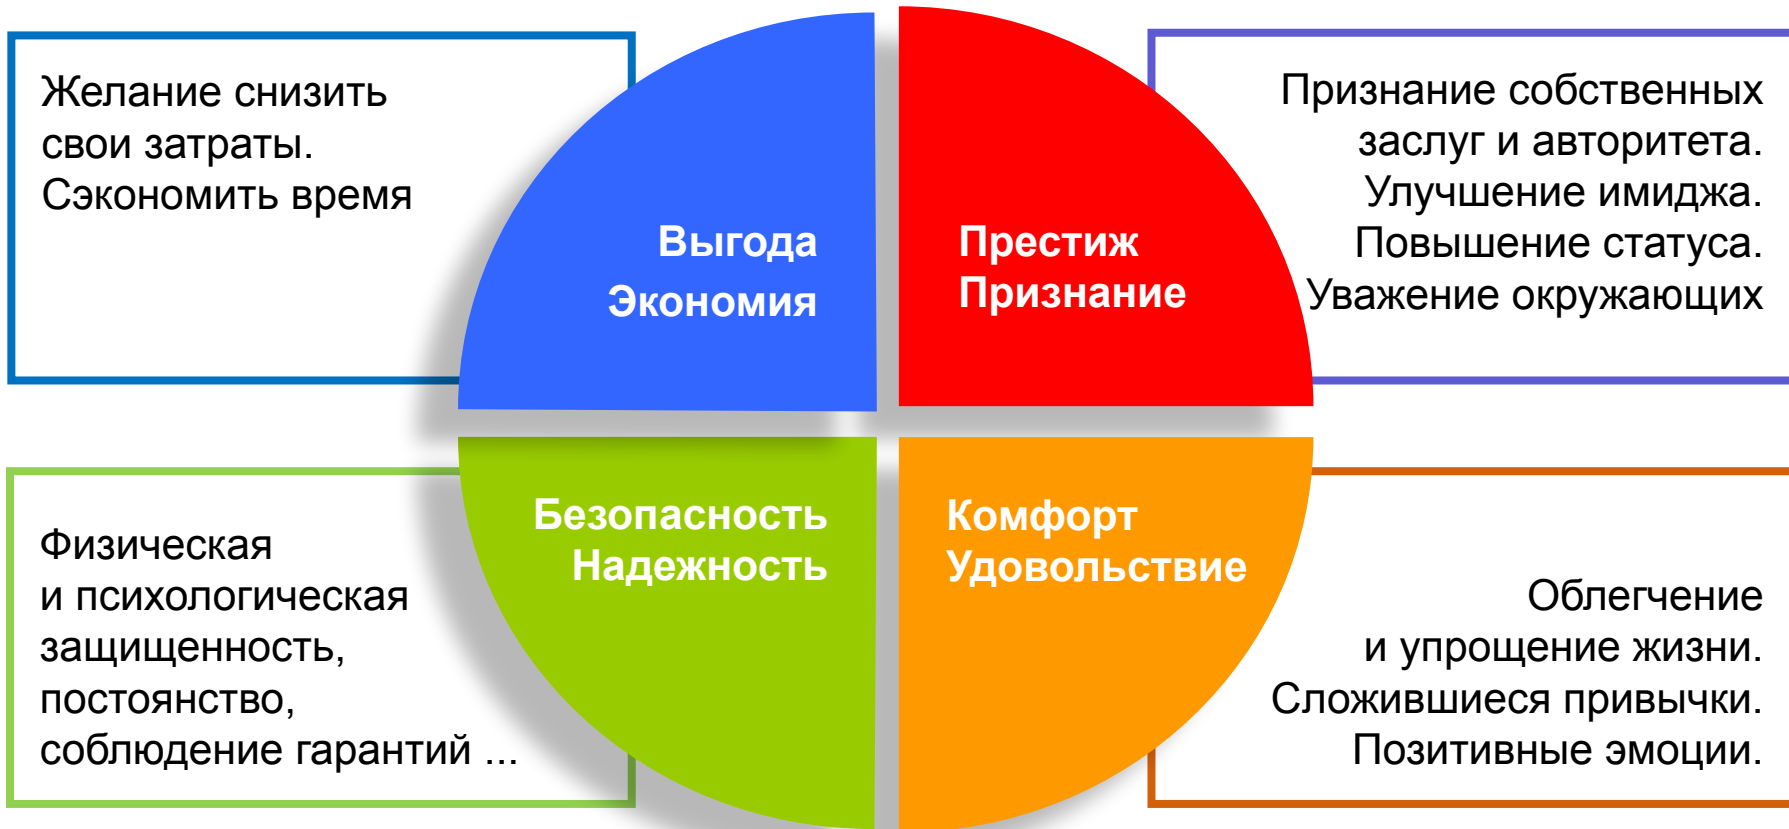 Желание снизить
свои затраты.
Сэкономить время
Выгода
Экономия
Престиж
Признание
Признание собственных
заслуг и авторитета.
Улучшение имиджа.
Повышение статуса.
Уважение окружающих
Физическая
и психологическая
защищенность,
постоянство,
соблюдение гарантий ...
Безопасность
Надежность
Комфорт
Удовольствие
Облегчение
и упрощение жизни.
Сложившиеся привычки.
Позитивные эмоции.